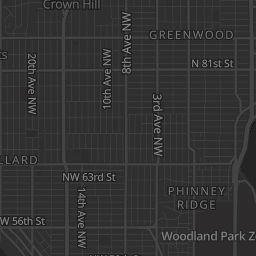 Crown Hill
8th Ave NW
GREENWOOD
20th Ave NW
10th Ave NW
N 81st St
3rd Ave NW
NW 63rd St
14th Ave NW
PHINNEY
RIDGE
W 56th St
Woodland Park Z